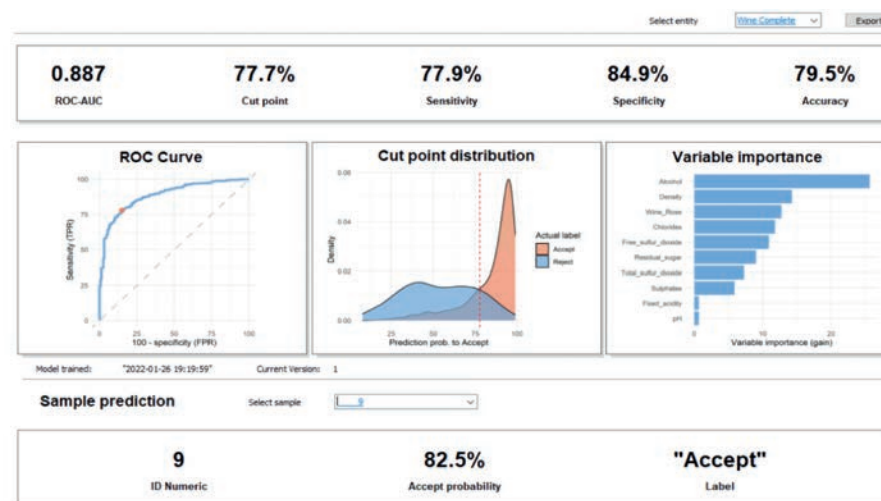 Select entity
Wine Complete
Export
0.887
77.7%
77.9%
84.9%
79.5%
ROC-AUC
Cut point
Sensitivity
Specificity
Accuracy
ROC Curve
100
75
50
25
0
Sensitivity (TPR)
0 25 50 75 100
100 - specificity (FPR)
Cut point distribution
0.06
0.04
0.02
0.00
Density
25 50 75 100
Prediction prob. to Accept
Actual label
Accept
Reject
Variable importance
Alcohol
Density
Wine_Rose
Chlorides
Free_sulfur_dioxide
Residual_sugar
Total_sulfur_dioxide
Sulphates
Fixed_acidity
pH
0 10 20
Variable importance (gain)
Model trained: "2022-01-26 19:19:59" Current Version: 1
Sample prediction
Select sample
9
9
82.5%
"Accept"
ID Numeric
Accept probability
Label